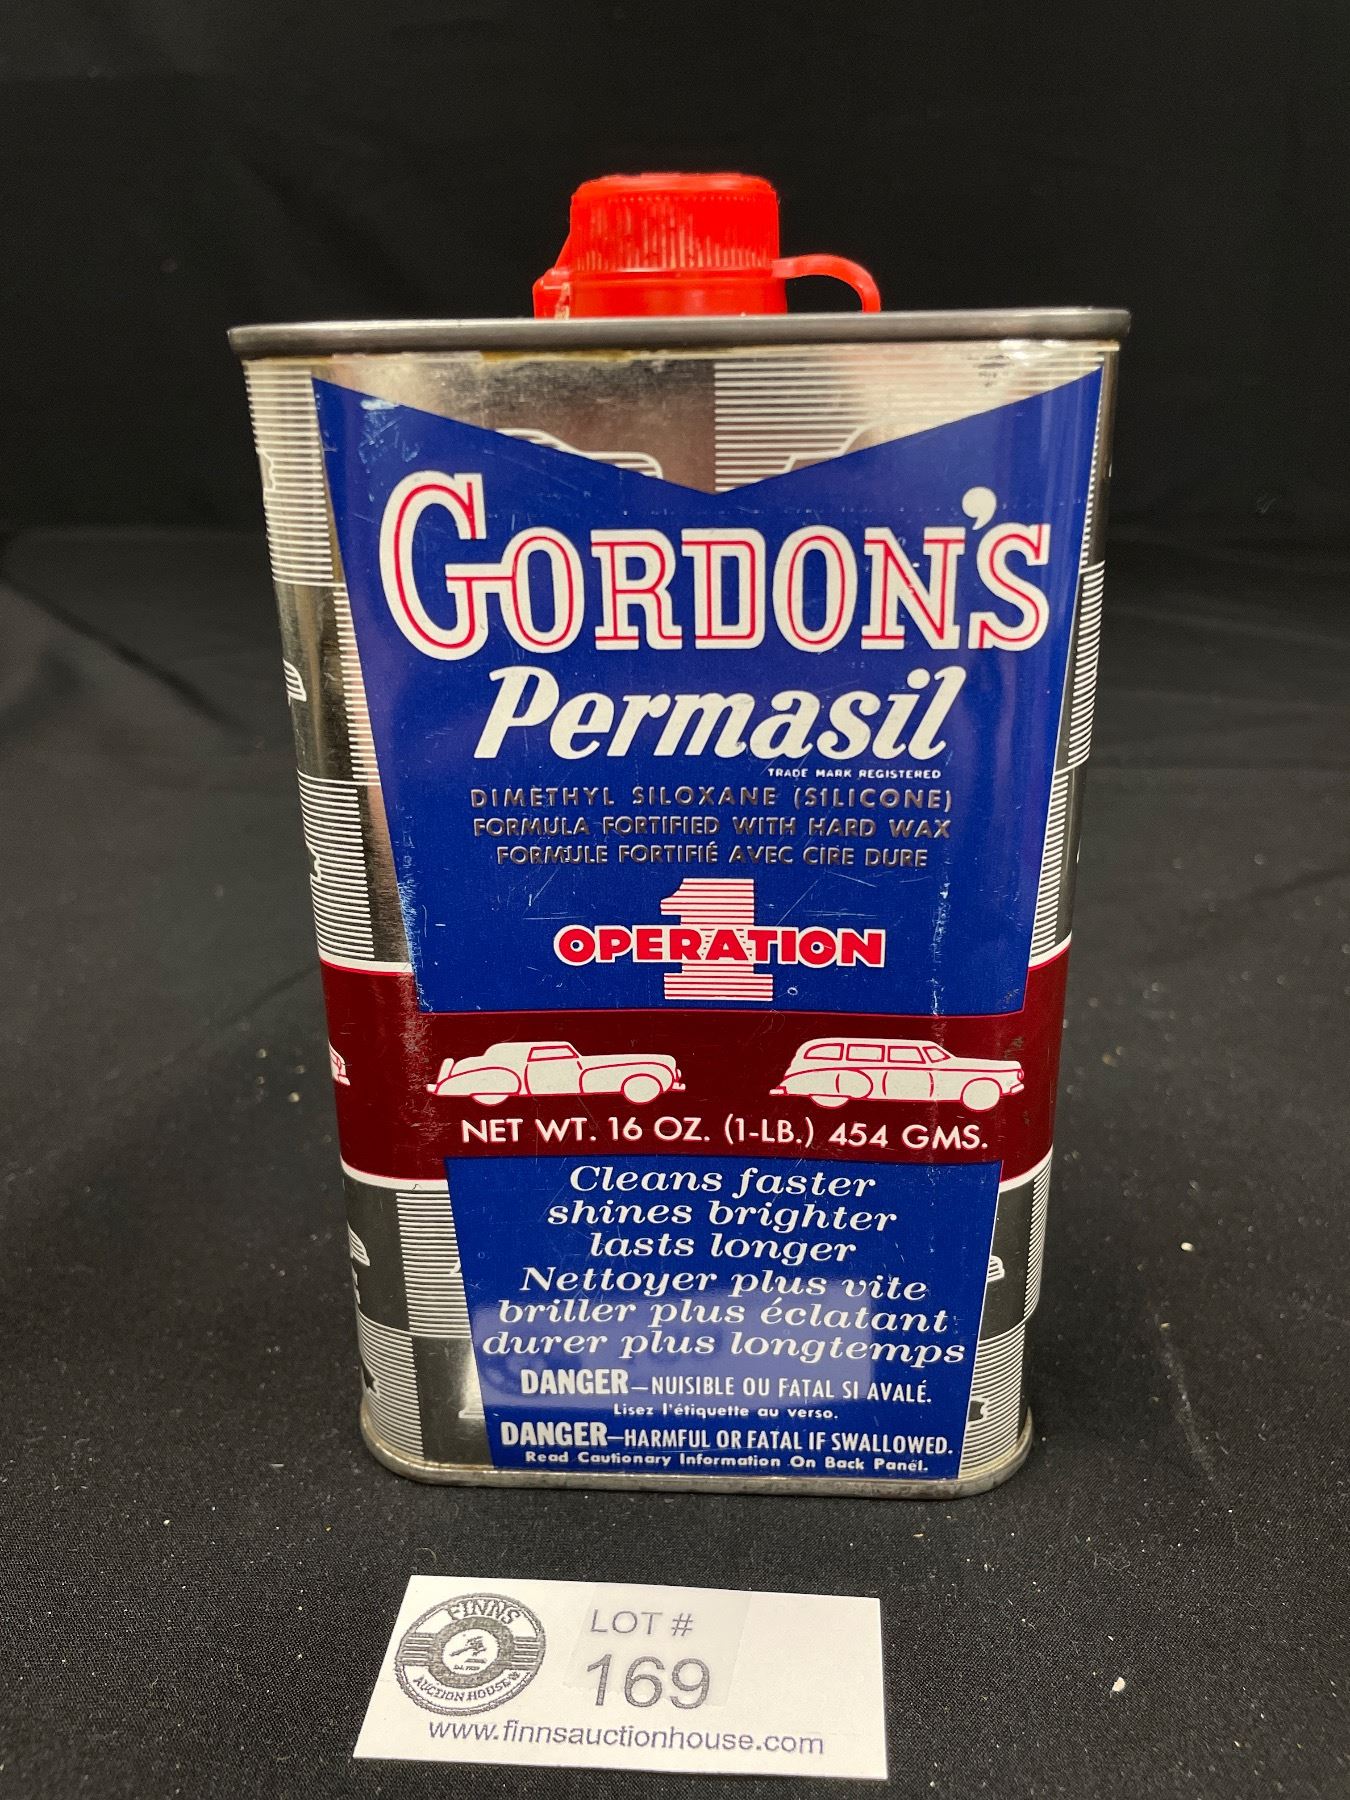 GORDON'S
Permasil
TRADE MARK REGISTERED
DIMETHYL SILOXANE (SILICONE)
FORMULA FORTIFIED WITH HARD WAX
FORMULE FORTIFIÉ AVEC CIRE DURE
1
OPERATION
NET WT. 16 OZ. (1-LB.) 454 GMS.
Cleans faster
shines brighter
lasts longer
Nettoyer plus vite
briller plus éclatant
durer plus longtemps
DANGER—NUISIBLE OU FATAL SI AVALÉ.
Lisez l'étiquette au verso.
DANGER—HARMFUL OR FATAL IF SWALLOWED.
Read Cautionary Information On Back Panel.
FINNS
AUCTION HOUSE
LOT #
169
www.finnsauctionhouse.com